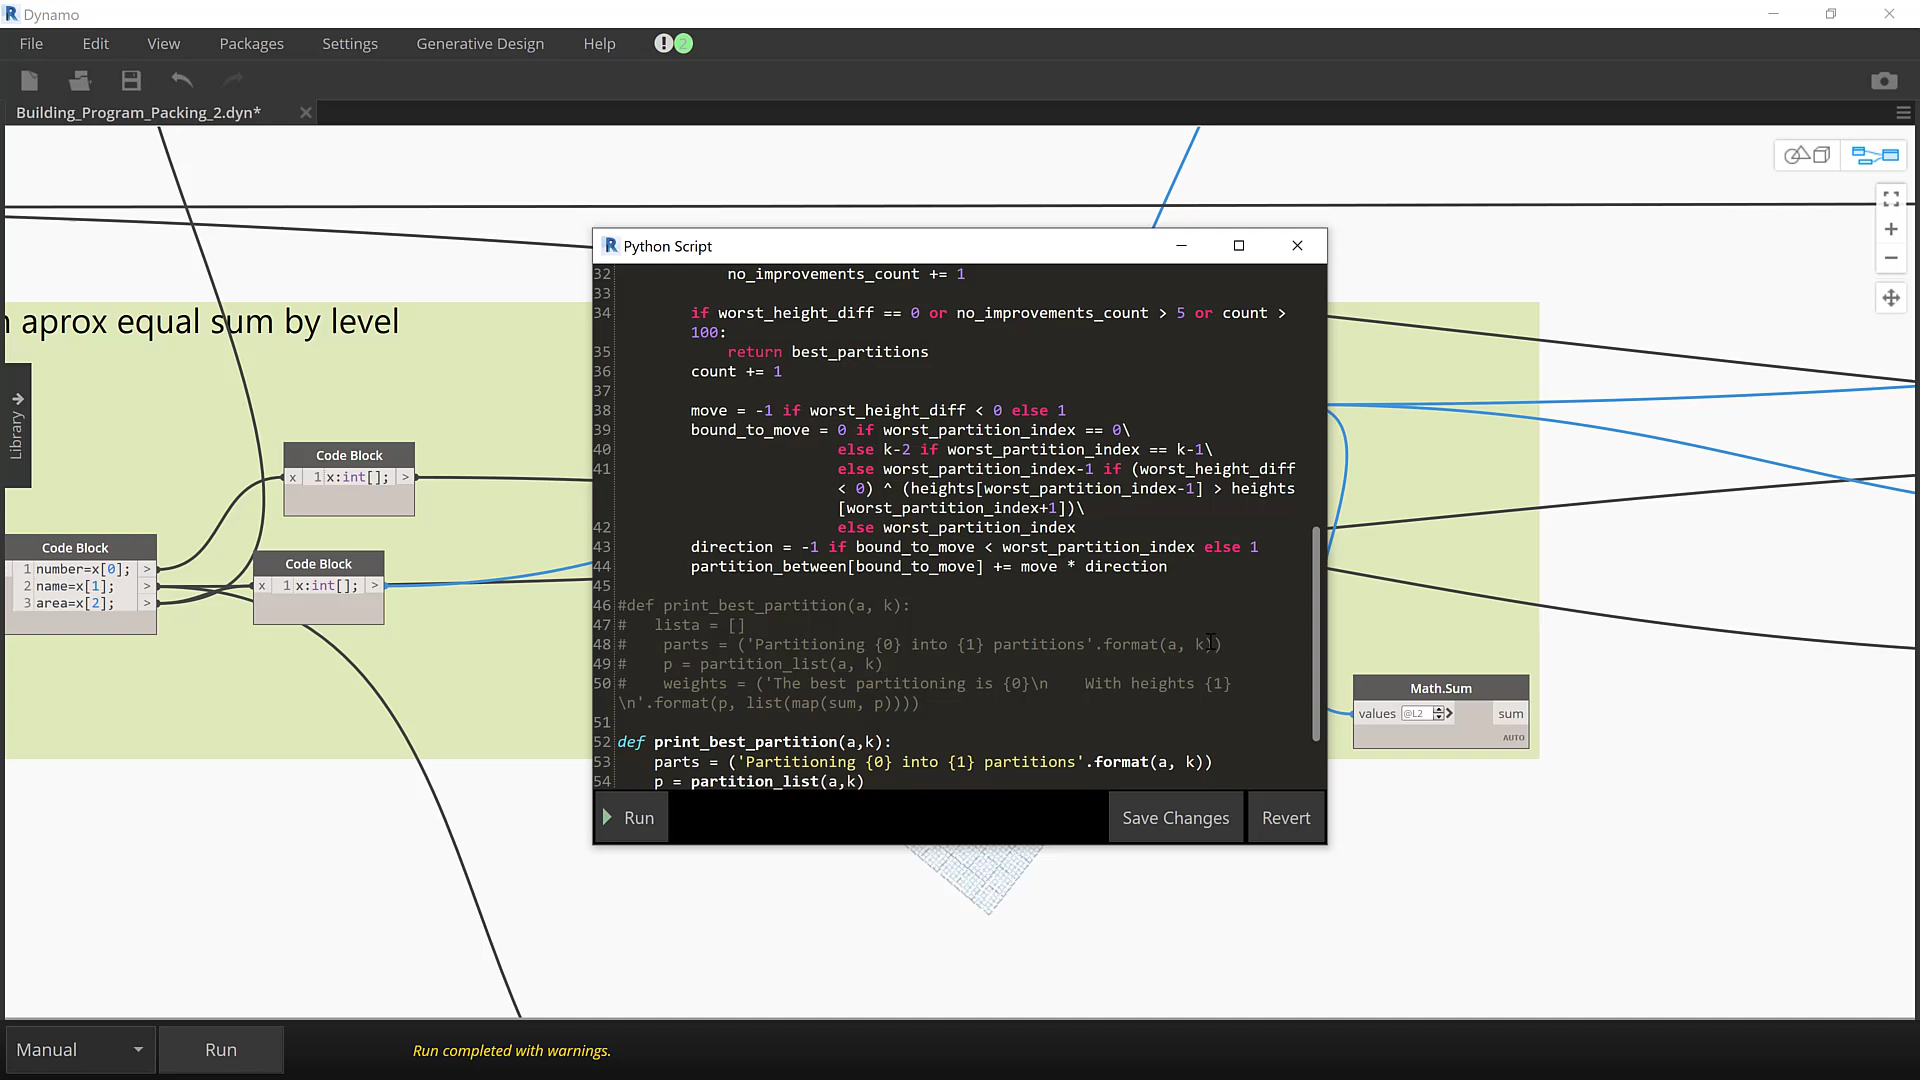 Dynamo
File Edit View Packages Settings Generative Design Help ! 2
Building_Program_Packing_2.dyn*
n aprox equal sum by level
Library
Code Block
x 1 x:int[]; >
Code Block
1 number=x[0]; >
2 name=x[1]; >
3 area=x[2]; >
Code Block
x 1 x:int[]; >
Python Script
32 no_improvements_count += 1
33
34 if worst_height_diff == 0 or no_improvements_count > 5 or count >
100:
35 return best_partitions
36 count += 1
37
38 move = -1 if worst_height_diff < 0 else 1
39 bound_to_move = 0 if worst_partition_index == 0\
40 else k-2 if worst_partition_index == k-1\
41 else worst_partition_index-1 if (worst_height_diff
< 0) ^ (heights[worst_partition_index-1] > heights
[worst_partition_index+1])\
42 else worst_partition_index
43 direction = -1 if bound_to_move < worst_partition_index else 1
44 partition_between[bound_to_move] += move * direction
45
46 #def print_best_partition(a, k):
47 # lista = []
48 # parts = ('Partitioning {0} into {1} partitions'.format(a, k))
49 # p = partition_list(a, k)
50 # weights = ('The best partitioning is {0}\n With heights {1}
\n'.format(p, list(map(sum, p))))
51
52 def print_best_partition(a,k):
53 parts = ('Partitioning {0} into {1} partitions'.format(a, k))
54 p = partition_list(a,k)
Run Save Changes Revert
Math.Sum
values @L2 > sum
AUTO
Manual Run Run completed with warnings.